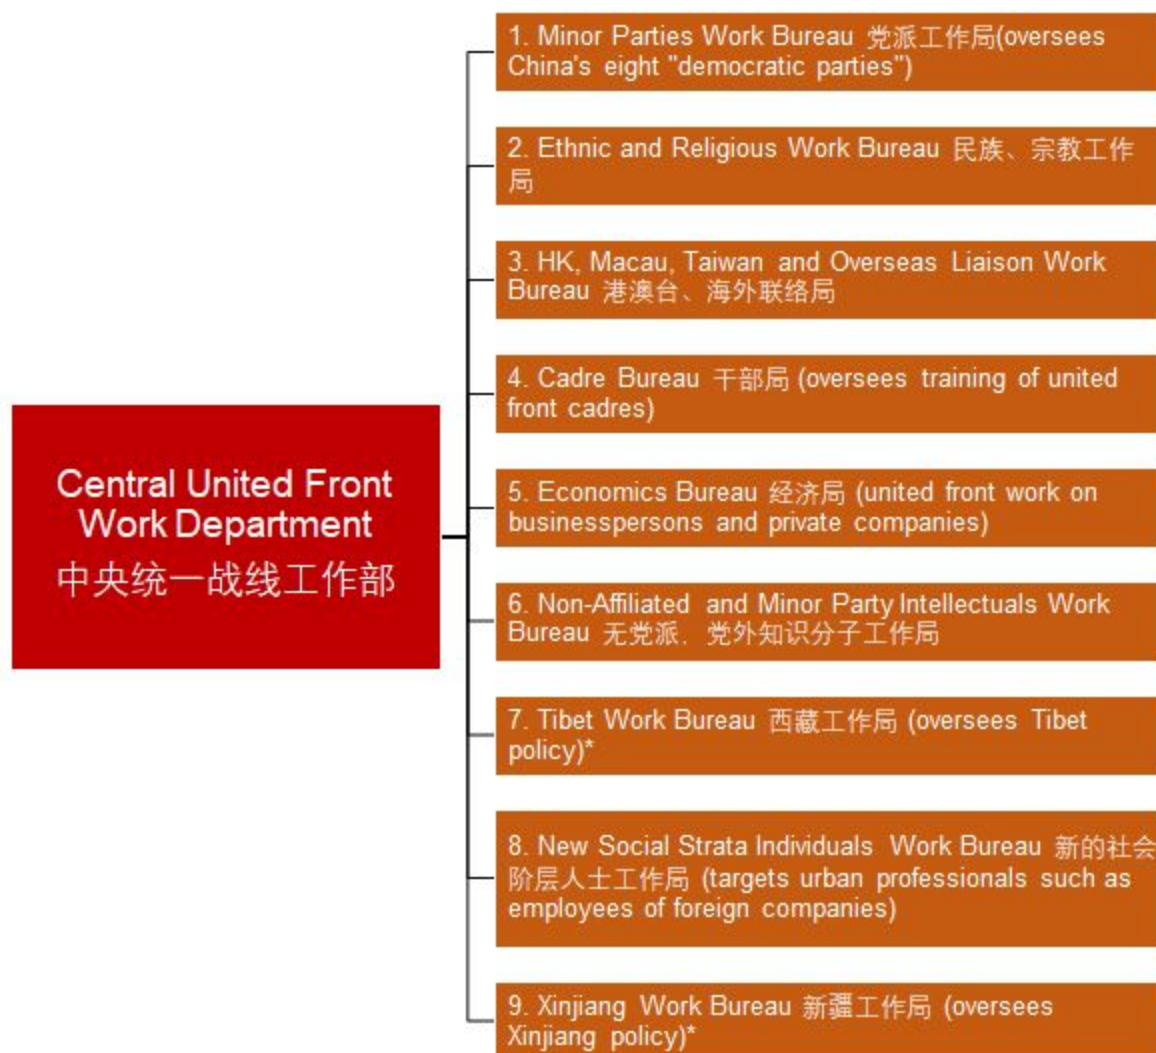 1. Minor Parties Work Bureau 党派工作局(oversees
China's eight "democratic parties")
2. Ethnic and Religious Work Bureau 民族、宗教工作
局
3. HK, Macau, Taiwan and Overseas Liaison Work
Bureau 港澳台、海外联络局
4. Cadre Bureau 干部局 (oversees training of united
front cadres)
Central United Front
Work Department
中央统一战线工作部
5. Economics Bureau 经济局 (united front work on
businesspersons and private companies)
6. Non-Affiliated and Minor Party Intellectuals Work
Bureau 无党派．党外知识分子工作局
7. Tibet Work Bureau 西藏工作局 (oversees Tibet
policy)*
8. New Social Strata Individuals Work Bureau 新的社会
阶层人士工作局 (targets urban professionals such as
employees of foreign companies)
9. Xinjiang Work Bureau 新疆工作局 (oversees
Xinjiang policy)*